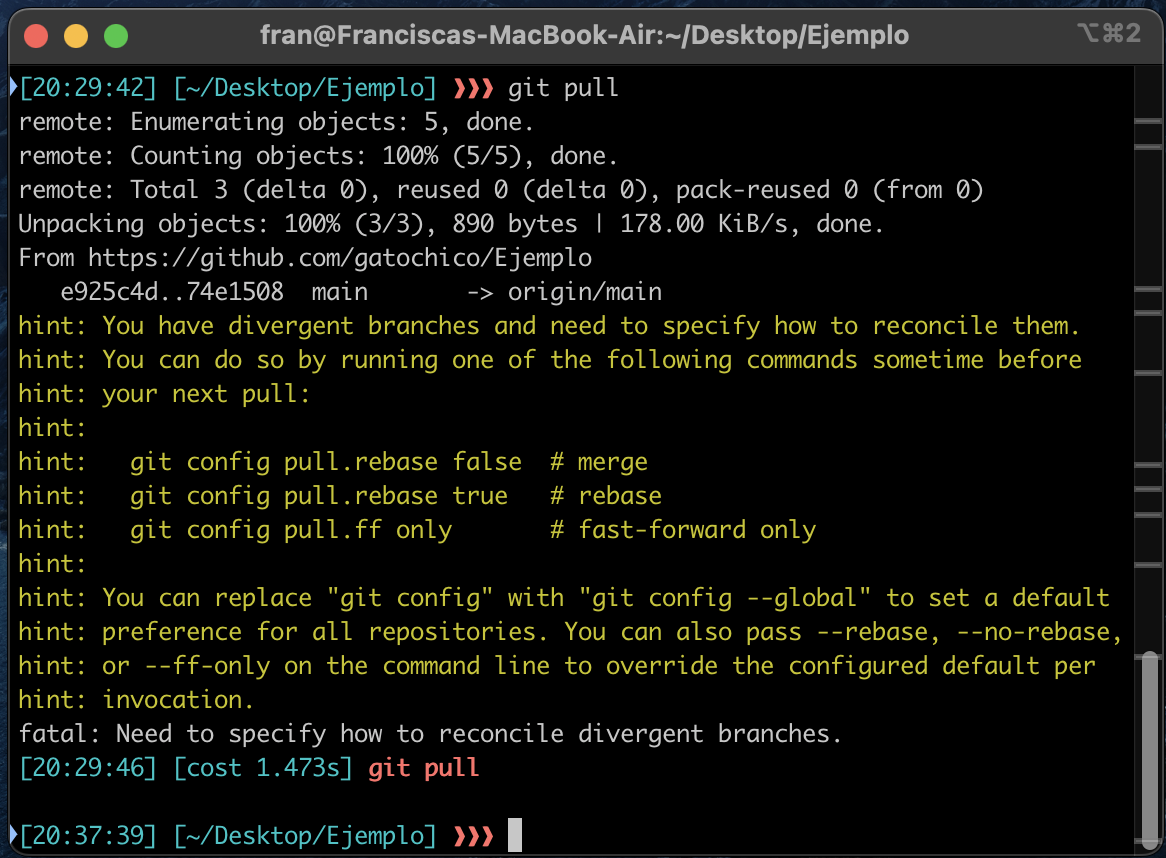 fran@Franciscas-MacBook-Air:~/Desktop/Ejemplo ⌥⌘2
[20:29:42] [~/Desktop/Ejemplo] ❱❱❱ git pull
remote: Enumerating objects: 5, done.
remote: Counting objects: 100% (5/5), done.
remote: Total 3 (delta 0), reused 0 (delta 0), pack-reused 0 (from 0)
Unpacking objects: 100% (3/3), 890 bytes | 178.00 KiB/s, done.
From https://github.com/gatochico/Ejemplo
   e925c4d..74e1508  main       -> origin/main
hint: You have divergent branches and need to specify how to reconcile them.
hint: You can do so by running one of the following commands sometime before
hint: your next pull:
hint:
hint:   git config pull.rebase false  # merge
hint:   git config pull.rebase true   # rebase
hint:   git config pull.ff only       # fast-forward only
hint:
hint: You can replace "git config" with "git config --global" to set a default
hint: preference for all repositories. You can also pass --rebase, --no-rebase,
hint: or --ff-only on the command line to override the configured default per
hint: invocation.
fatal: Need to specify how to reconcile divergent branches.
[20:29:46] [cost 1.473s] git pull
[20:37:39] [~/Desktop/Ejemplo] ❱❱❱